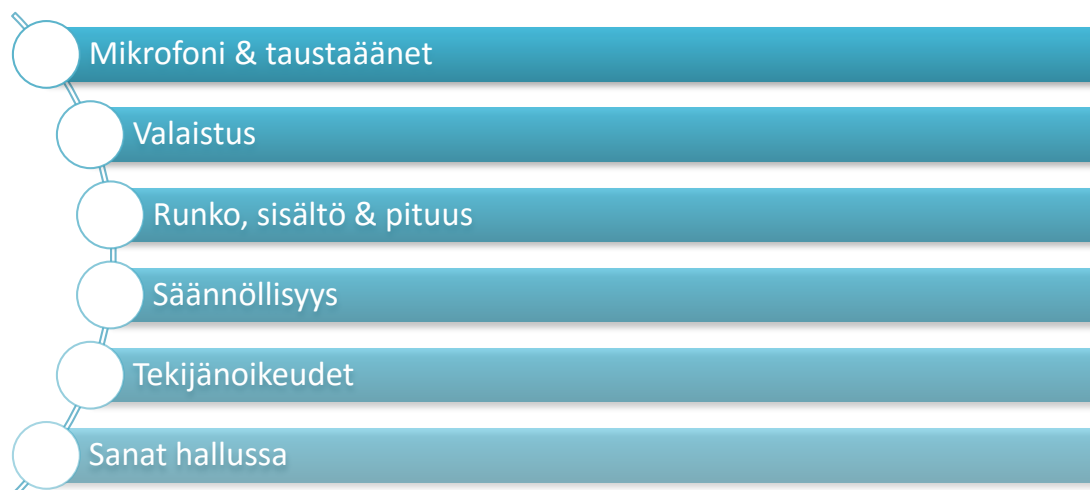 Mikrofoni & taustaäänet
Valaistus
Runko, sisältö & pituus
Säännöllisyys
Tekijänoikeudet
Sanat hallussa